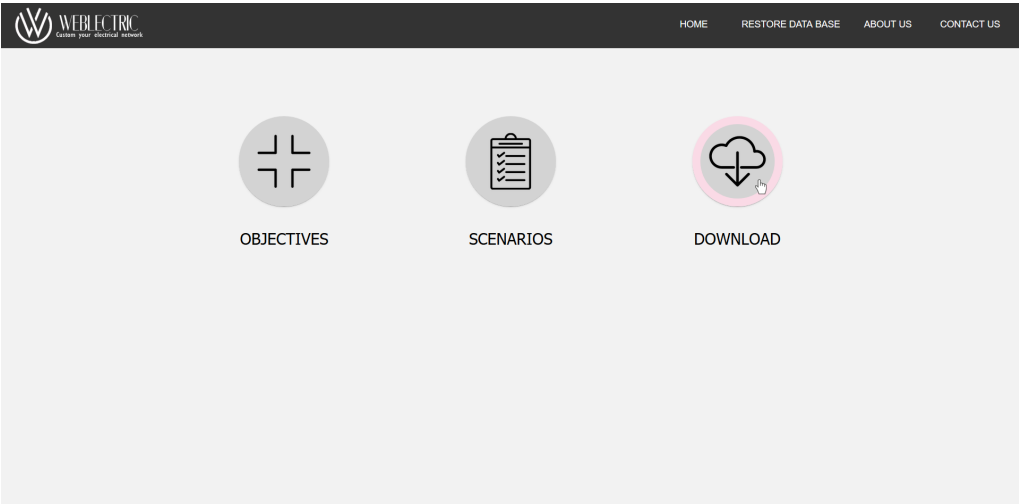 WEBLECTRIC
Custom your electrical network
HOME RESTORE DATA BASE ABOUT US CONTACT US
OBJECTIVES SCENARIOS DOWNLOAD